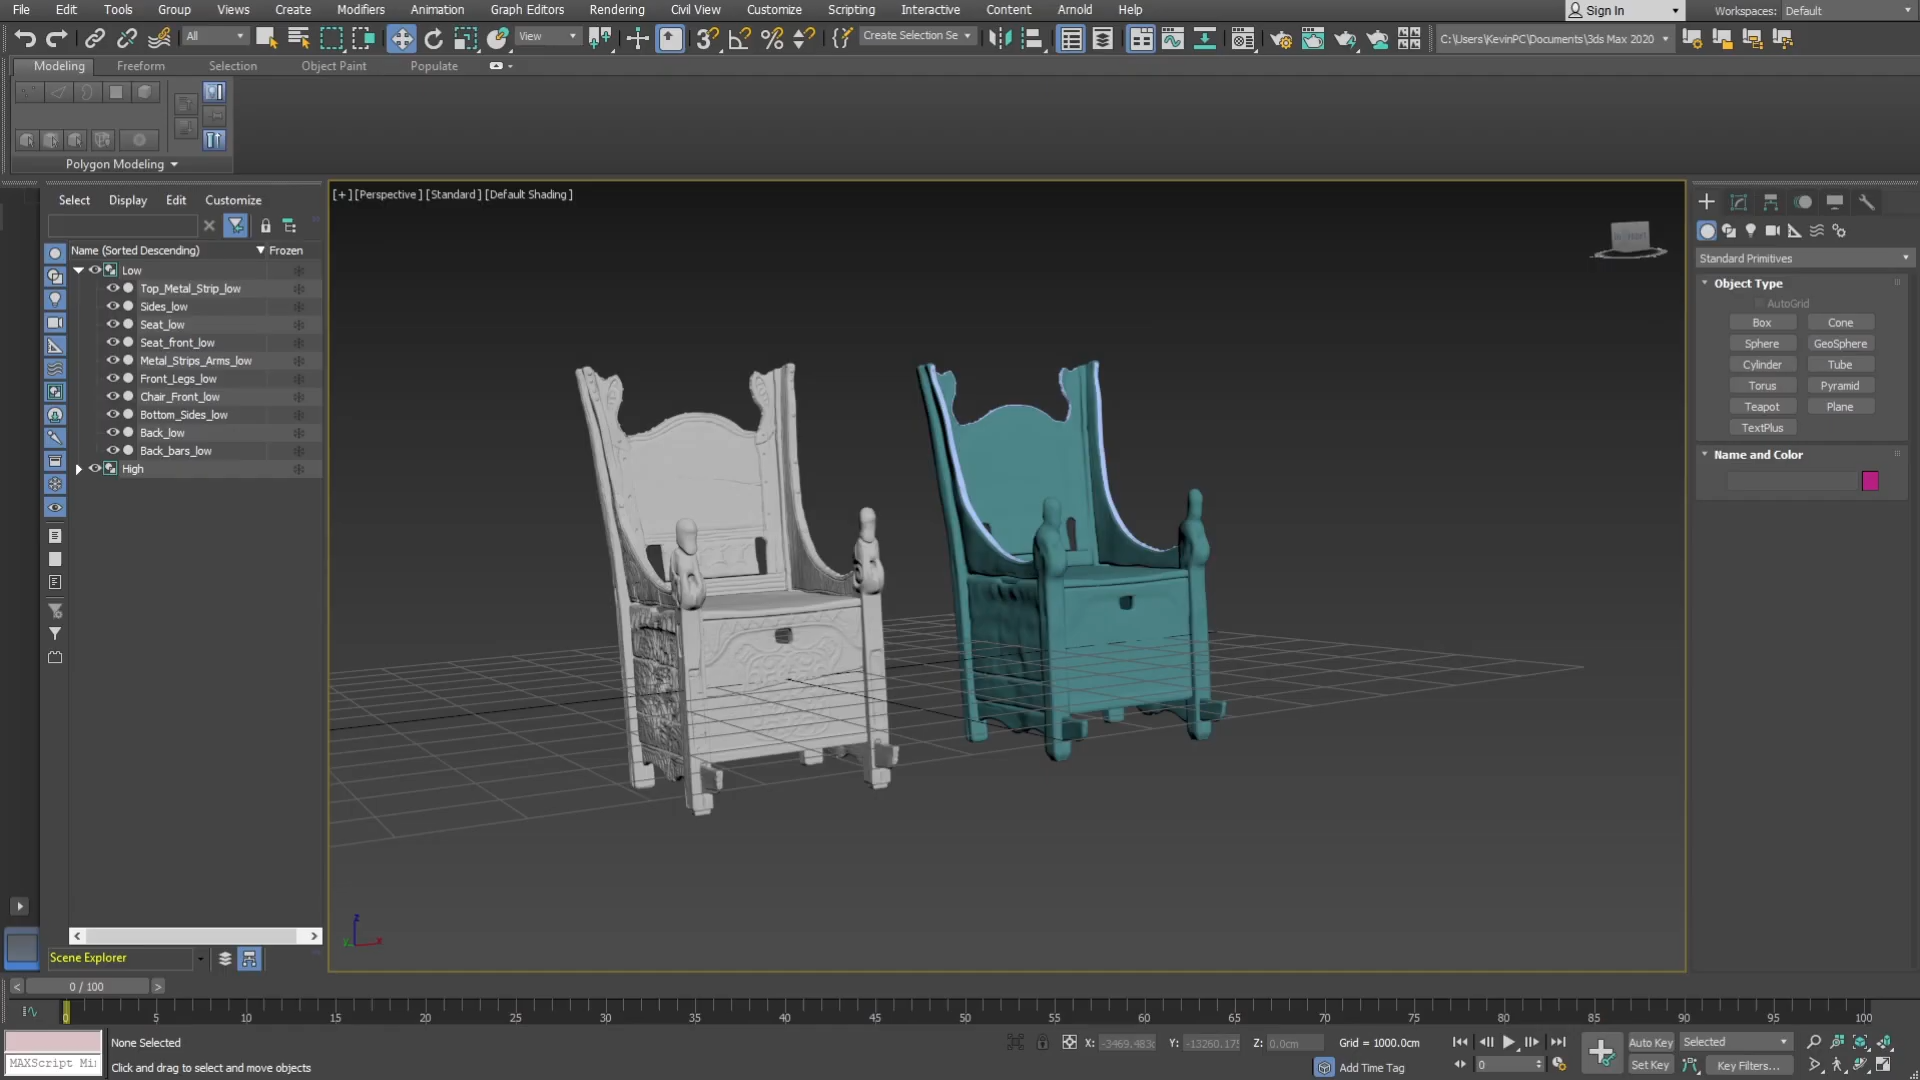 File Edit Tools Group Views Create Modifiers Animation Graph Editors Rendering Civil View Customize Scripting Interactive Content Arnold Help
Sign In Workspaces: Default
All View Create Selection Se C:\Users\KevinPC\Documents\3ds Max 2020
Modeling Freeform Selection Object Paint Populate
Polygon Modeling
Select Display Edit Customize
Name (Sorted Descending) Frozen
Low
Top_Metal_Strip_low
Sides_low
Seat_low
Seat_front_low
Metal_Strips_Arms_low
Front_Legs_low
Chair_Front_low
Bottom_Sides_low
Back_low
Back_bars_low
High
Scene Explorer
[+] [Perspective] [Standard] [Default Shading]
z
x
y
Standard Primitives
Object Type
AutoGrid
Box Cone
Sphere GeoSphere
Cylinder Tube
Torus Pyramid
Teapot Plane
TextPlus
Name and Color
< 0 / 100 >
0 5 10 15 20 25 30 35 40 45 50 55 60 65 70 75 80 85 90 95 100
None Selected X: -3469.483c Y: -13260.175 Z: 0.0cm Grid = 1000.0cm Auto Key Selected
MAXScript Mi Click and drag to select and move objects Add Time Tag 0 Set Key Key Filters...